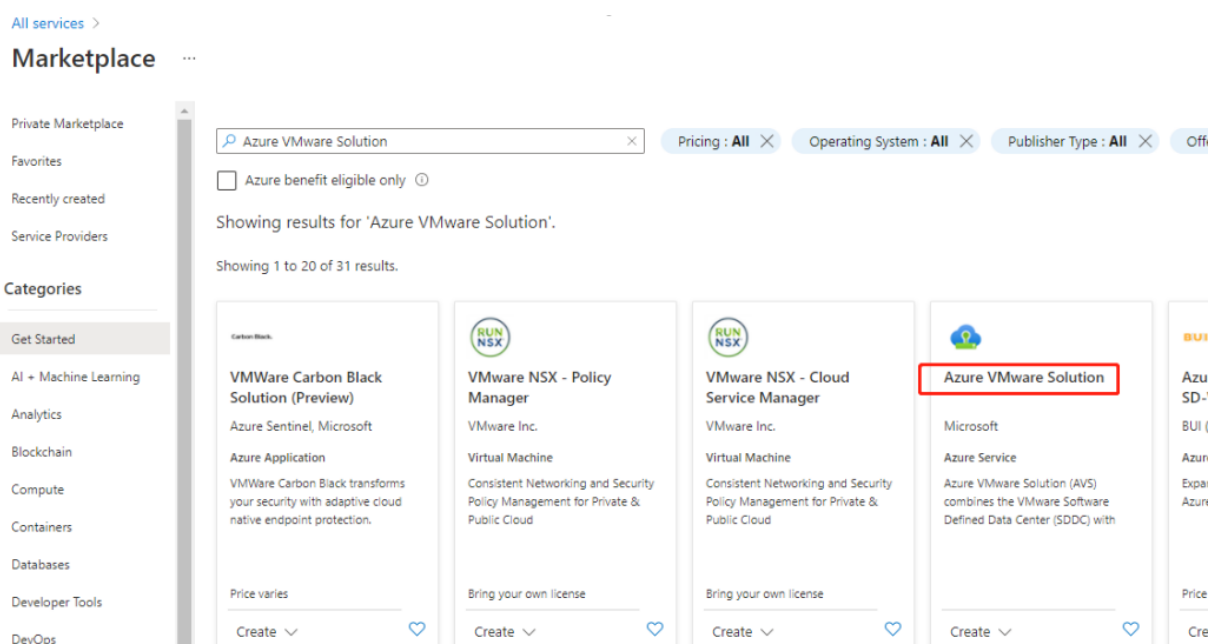 All services >
Marketplace ...
Private Marketplace
Favorites
Recently created
Service Providers
Categories
Get Started
AI + Machine Learning
Analytics
Blockchain
Compute
Containers
Databases
Developer Tools
DevOps
Azure VMware Solution
Pricing : All
Operating System : All
Publisher Type : All
Azure benefit eligible only
Showing results for 'Azure VMware Solution'.
Showing 1 to 20 of 31 results.
Carbon Black.
VMWare Carbon Black
Solution (Preview)
Azure Sentinel, Microsoft
Azure Application
VMWare Carbon Black transforms
your security with adaptive cloud
native endpoint protection.
Price varies
Create
RUN
NSX
VMware NSX - Policy
Manager
VMware Inc.
Virtual Machine
Consistent Networking and Security
Policy Management for Private &
Public Cloud
Bring your own license
Create
RUN
NSX
VMware NSX - Cloud
Service Manager
VMware Inc.
Virtual Machine
Consistent Networking and Security
Policy Management for Private &
Public Cloud
Bring your own license
Create
Azure VMware Solution
Microsoft
Azure Service
Azure VMware Solution (AVS)
combines the VMware Software
Defined Data Center (SDDC) with
Create
BUI (
Price